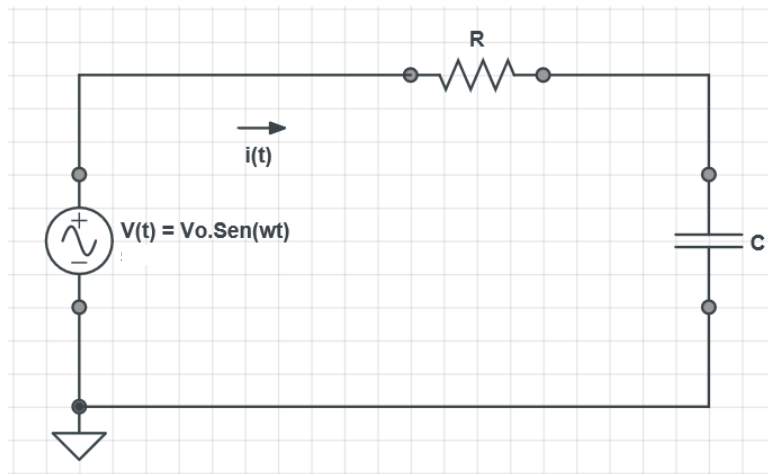 R
i(t)
V(t) = Vo.Sen(wt)
C